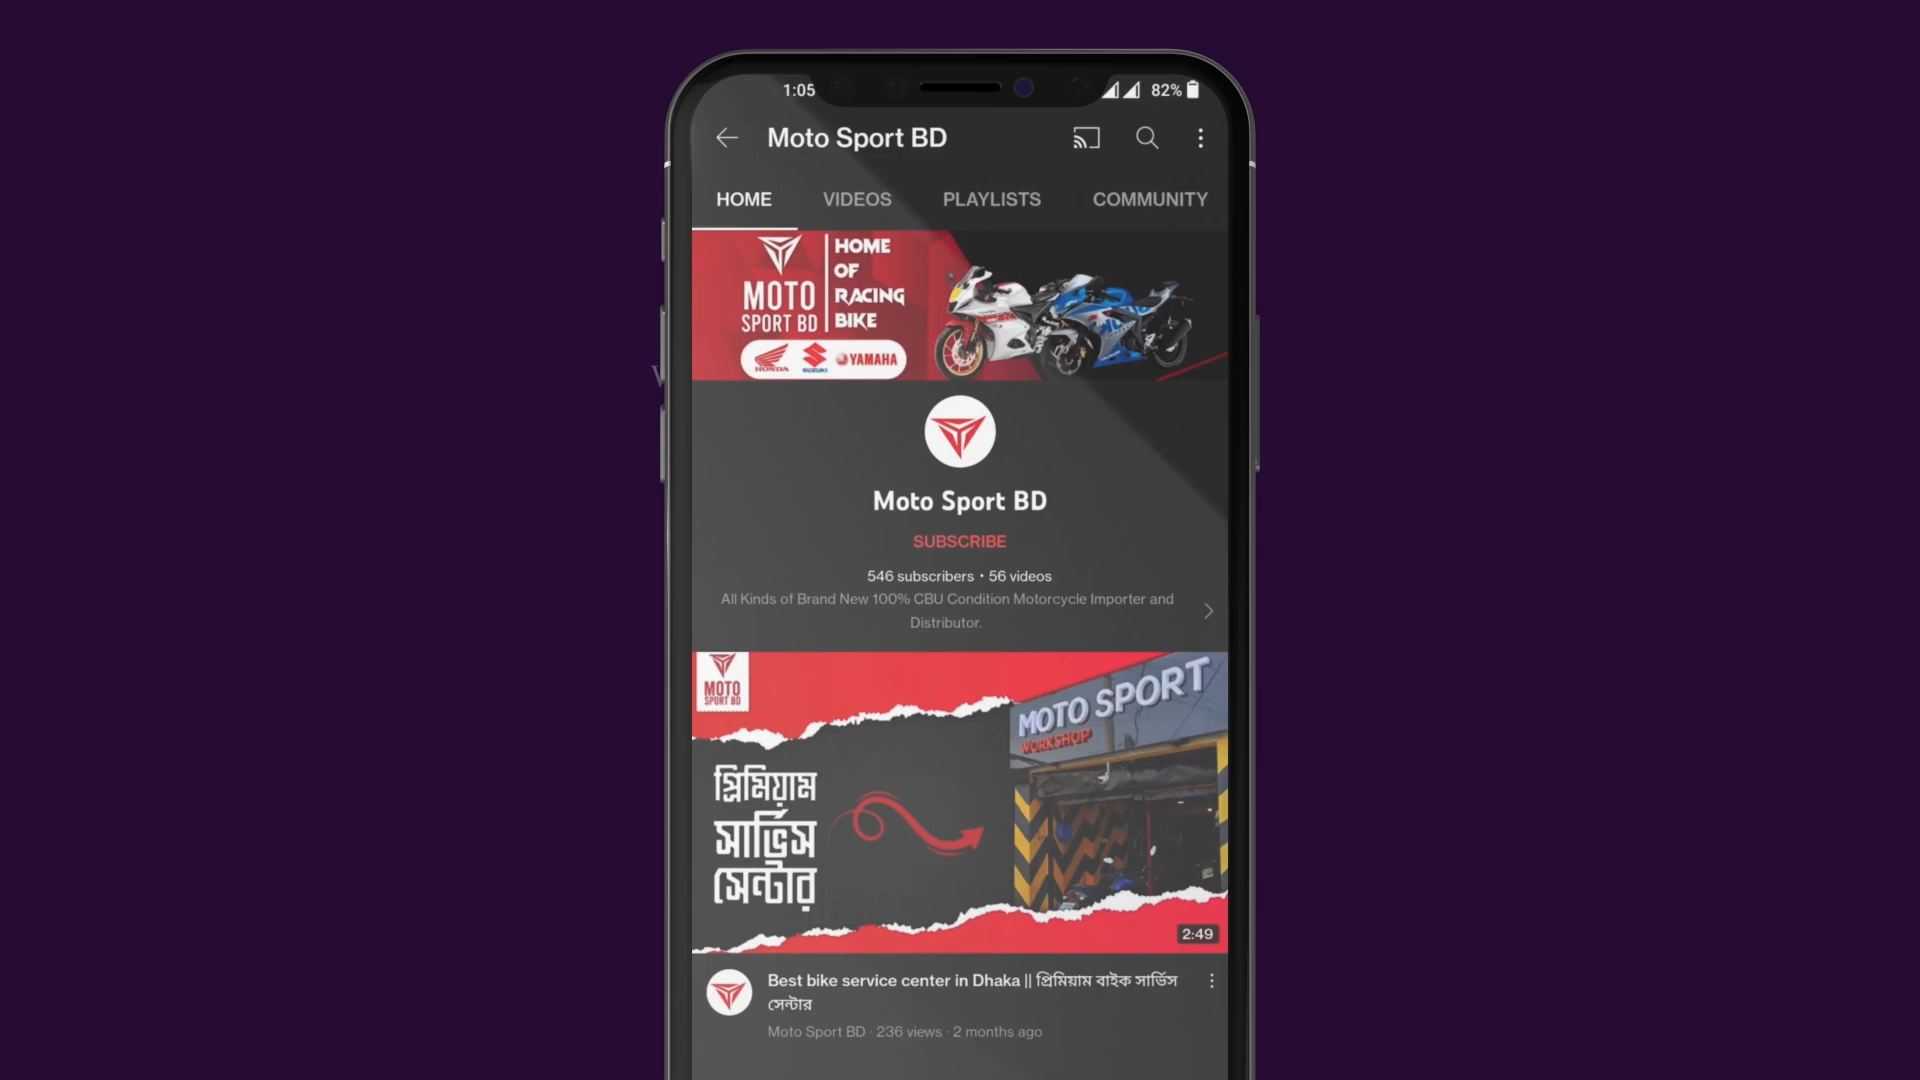 1:05
82%
Moto Sport BD
HOME VIDEOS PLAYLISTS COMMUNITY
MOTO
SPORT BD
HOME
OF
RACING
BIKE
HONDA SUZUKI YAMAHA
Moto Sport BD
SUBSCRIBE
546 subscribers • 56 videos
All Kinds of Brand New 100% CBU Condition Motorcycle Importer and
Distributor.
MOTO
SPORT BD
MOTO SPORT
WORKSHOP
প্রিমিয়াম
সার্ভিস
সেন্টার
2:49
Best bike service center in Dhaka || প্রিমিয়াম বাইক সার্ভিস
সেন্টার
Moto Sport BD · 236 views · 2 months ago